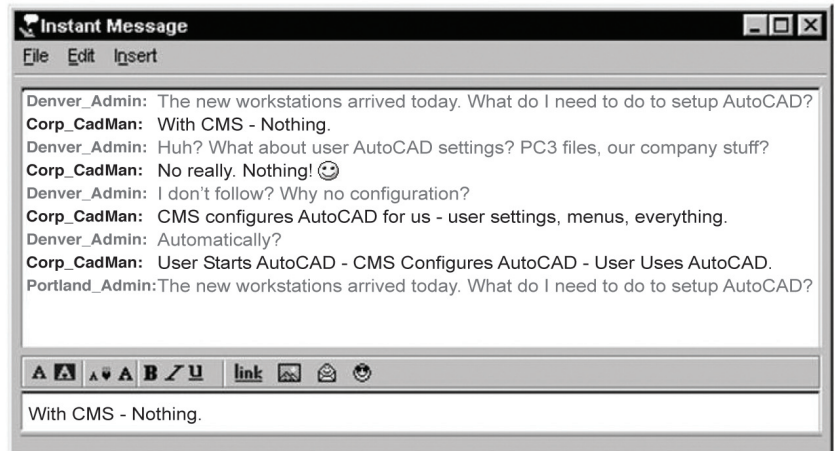 Instant Message
File Edit Insert
Denver_Admin: The new workstations arrived today. What do I need to do to setup AutoCAD?
Corp_CadMan: With CMS - Nothing.
Denver_Admin: Huh? What about user AutoCAD settings? PC3 files, our company stuff?
Corp_CadMan: No really. Nothing!
Denver_Admin: I don't follow? Why no configuration?
Corp_CadMan: CMS configures AutoCAD for us - user settings, menus, everything.
Denver_Admin: Automatically?
Corp_CadMan: User Starts AutoCAD - CMS Configures AutoCAD - User Uses AutoCAD.
Portland_Admin: The new workstations arrived today. What do I need to do to setup AutoCAD?
A A A A B I U link
With CMS - Nothing.